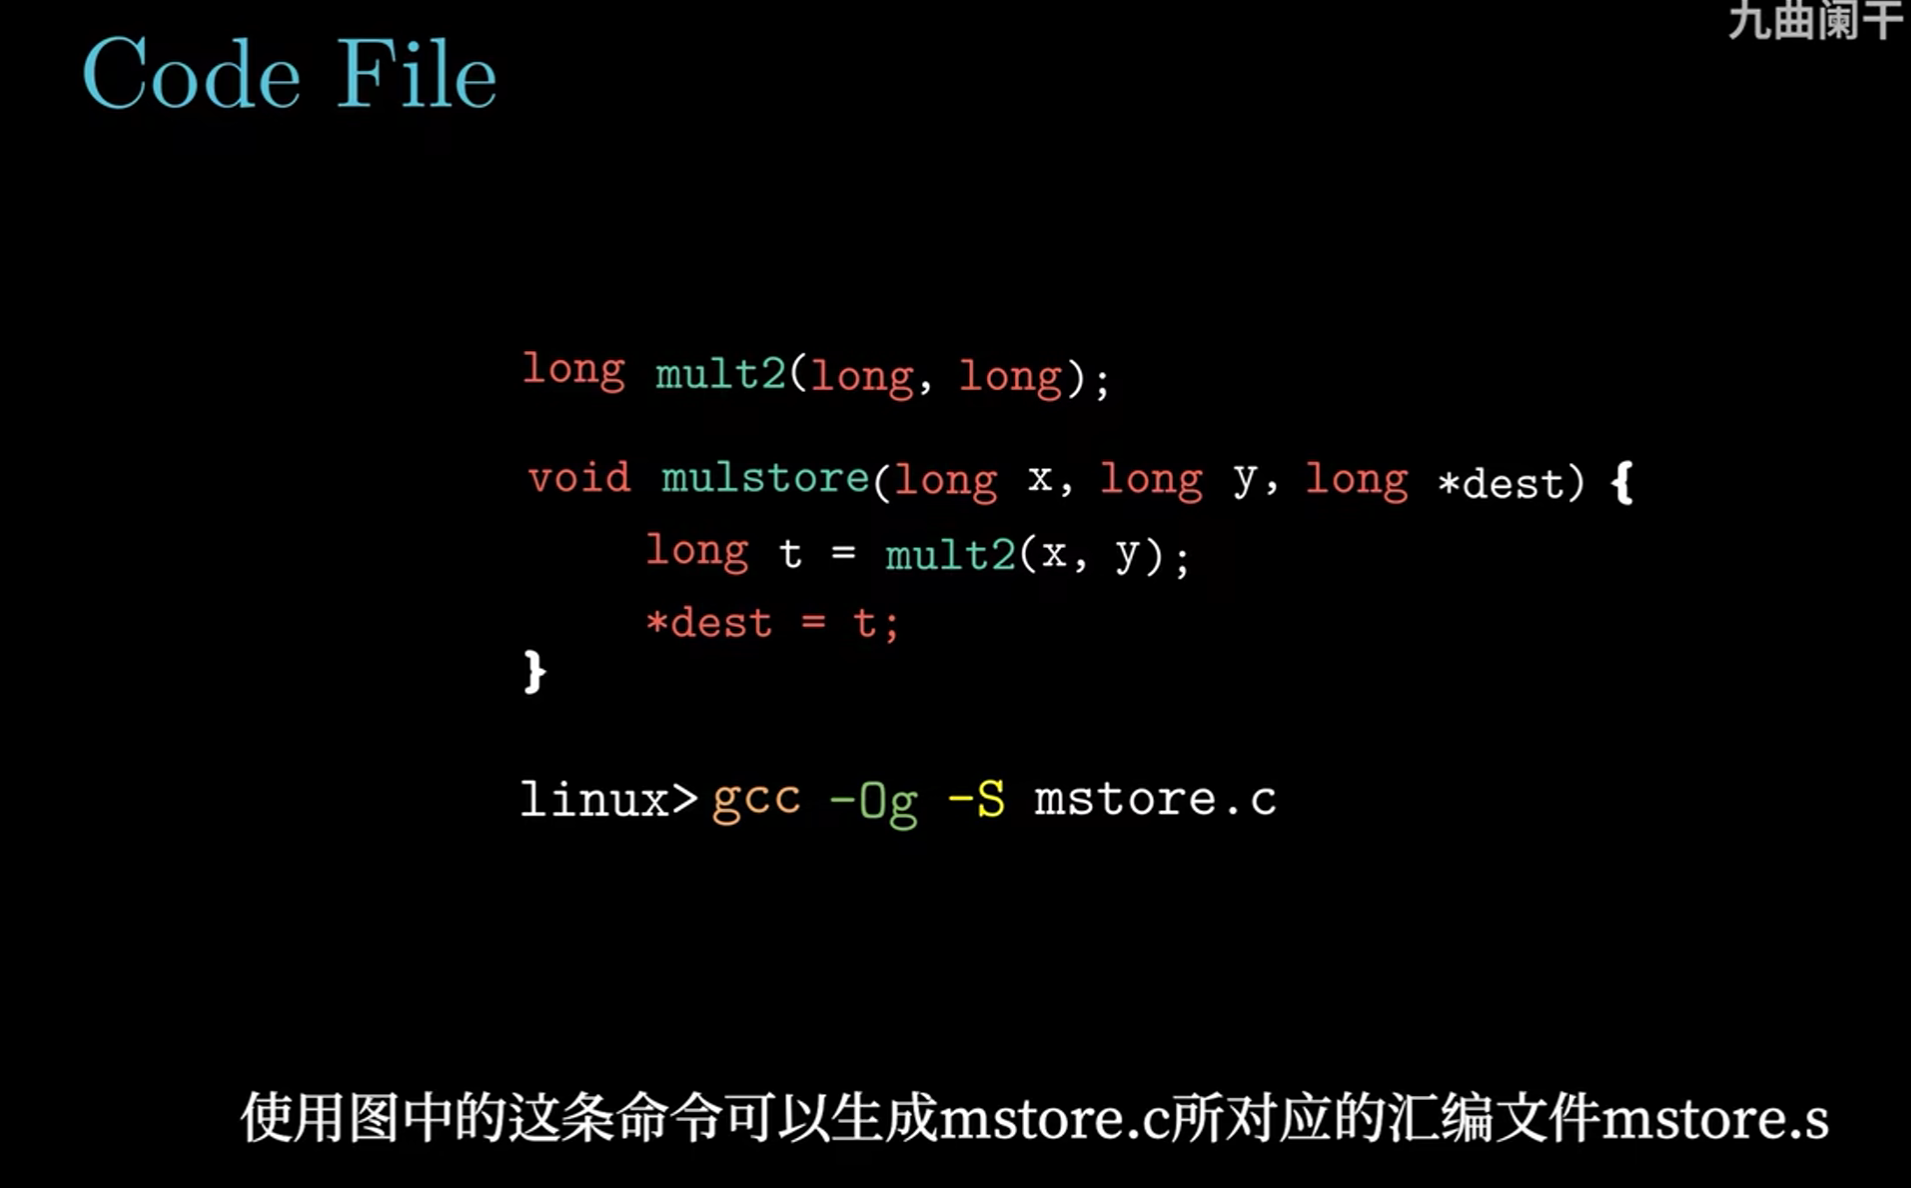 九曲阑干
Code File
long mult2(long, long);
void mulstore(long x, long y, long *dest) {
long t = mult2(x, y);
*dest = t;
}
linux> gcc -Og -S mstore.c
使用图中的这条命令可以生成mstore.c所对应的汇编文件mstore.s